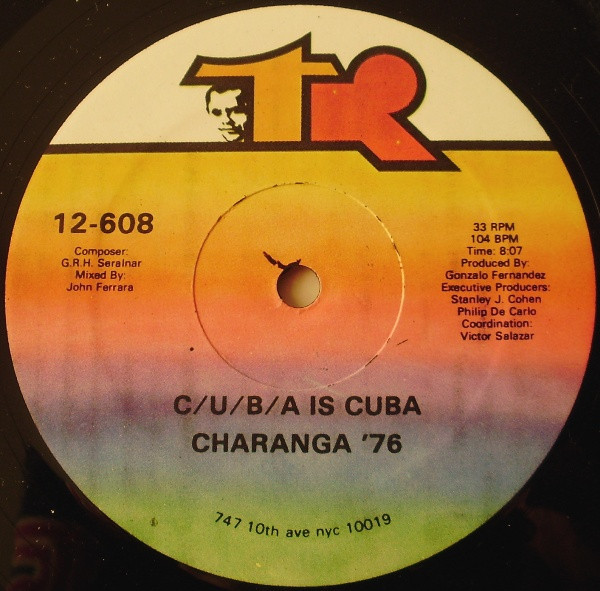 TR
12-608
Composer:
G.R.H. Seralnar
Mixed By:
John Ferrara
33 RPM
104 BPM
Time: 8:07
Produced By:
Gonzalo Fernandez
Executive Producers:
Stanley J. Cohen
Philip De Carlo
Coordination:
Victor Salazar
C/U/B/A IS CUBA
CHARANGA '76
747 10th ave nyc 10019